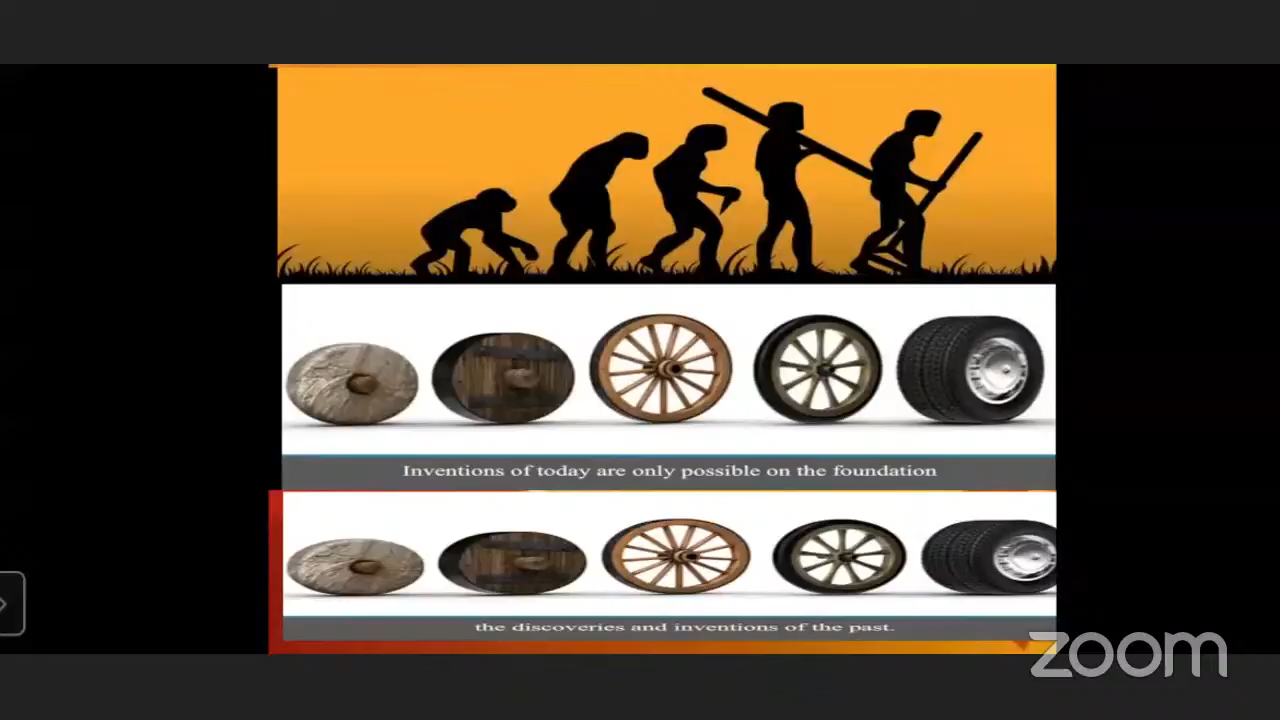 Inventions of today are only possible on the foundation
the discoveries and inventions of the past.
zoom